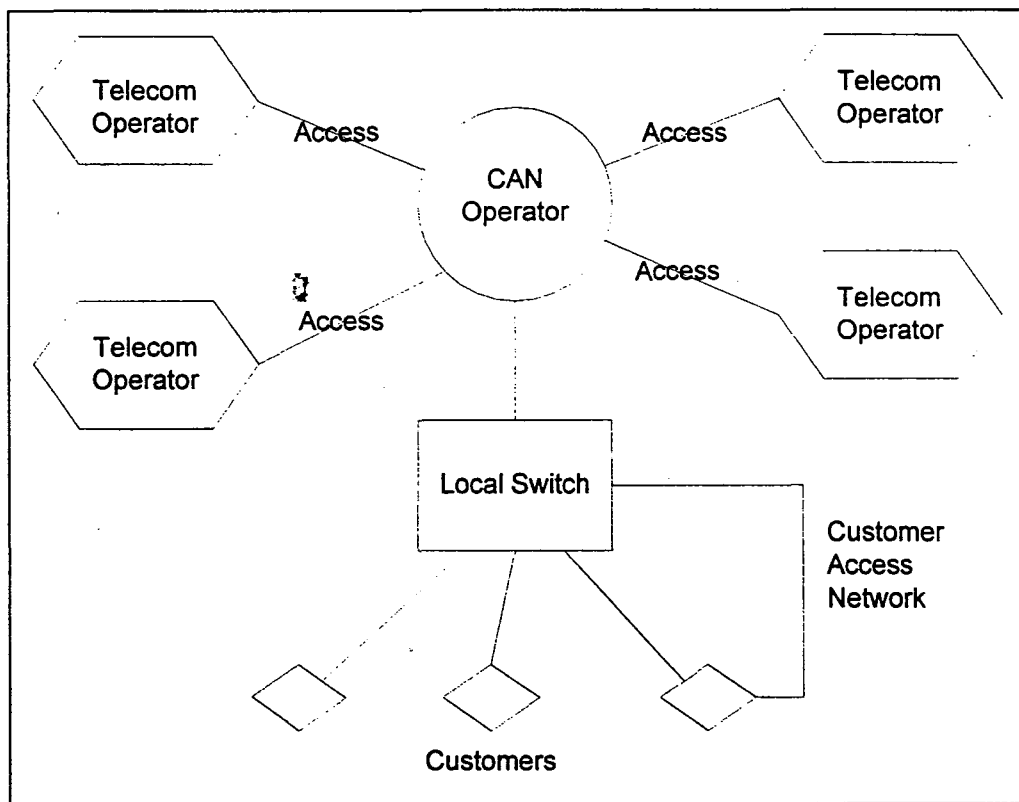 Telecom
Operator
Access
Access
Telecom
Operator
CAN
Operator
Telecom
Operator
Access
Access
Telecom
Operator
Local Switch
Customer
Access
Network
Customers